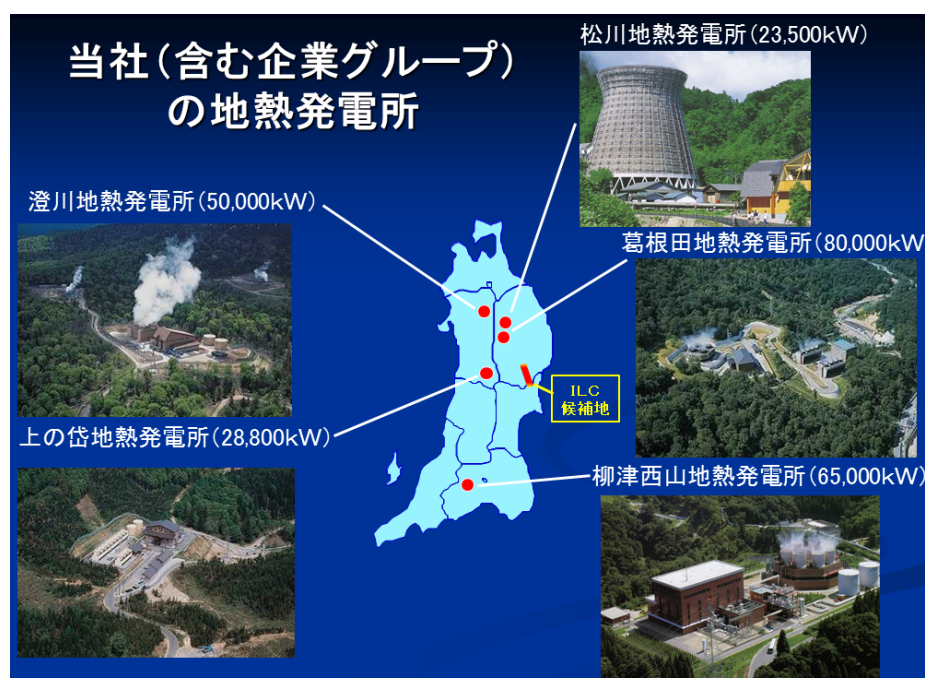 当社（含む企業グループ）
の地熱発電所
松川地熱発電所（23,500kW）
澄川地熱発電所（50,000kW）
葛根田地熱発電所（80,000kW
ILC
候補地
上の岱地熱発電所（28,800kW）
柳津西山地熱発電所（65,000kW）